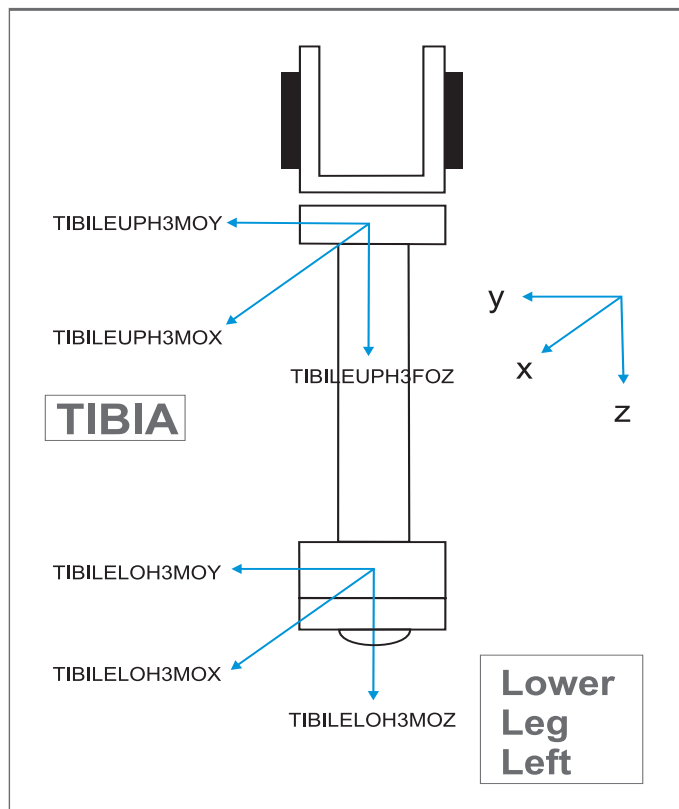 TIBILEUPH3MOY
TIBILEUPH3MOX
TIBILEUPH3FOZ
y
x
z
TIBIA
TIBILELOH3MOY
TIBILELOH3MOX
TIBILELOH3MOZ
Lower
Leg
Left